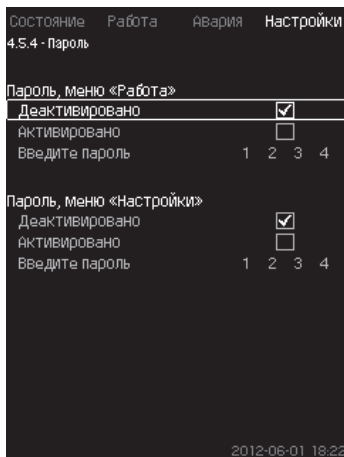 Состояние Работа Авария Настройки
4.5.4 - Пароль
Пароль, меню «Работа»
Деактивировано
Активировано
Введите пароль 1 2 3 4
Пароль, меню «Настройки»
Деактивировано
Активировано
Введите пароль 1 2 3 4
2012-06-01 18:22